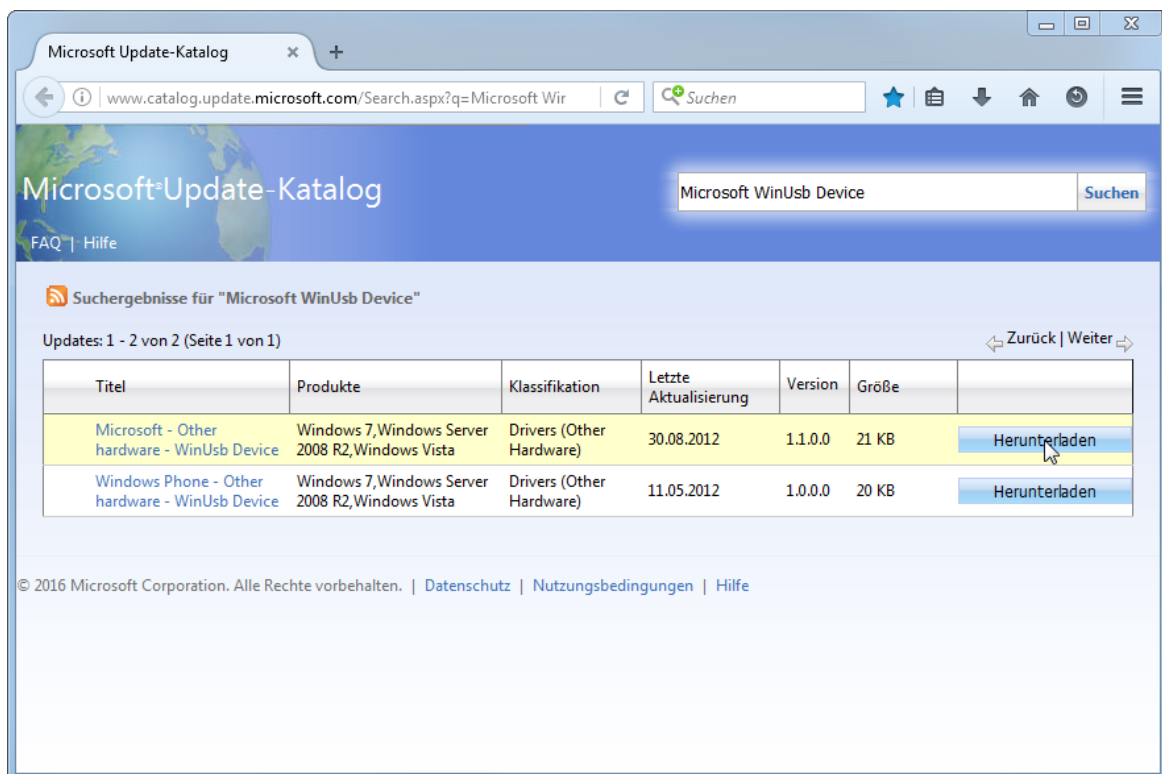 Microsoft Update-Katalog
www.catalog.update.microsoft.com/Search.aspx?q=Microsoft Wir
Suchen
Microsoft Update-Katalog
Microsoft WinUsb Device
Suchen
FAQ | Hilfe
Suchergebnisse für "Microsoft WinUsb Device"
Updates: 1 - 2 von 2 (Seite 1 von 1)
Zurück | Weiter
Titel
Produkte
Klassifikation
Letzte
Aktualisierung
Version
Größe
Microsoft - Other
hardware - WinUsb Device
Windows 7,Windows Server
2008 R2,Windows Vista
Drivers (Other
Hardware)
30.08.2012
1.1.0.0
21 KB
Herunterladen
Windows Phone - Other
hardware - WinUsb Device
Windows 7,Windows Server
2008 R2,Windows Vista
Drivers (Other
Hardware)
11.05.2012
1.0.0.0
20 KB
Herunterladen
© 2016 Microsoft Corporation. Alle Rechte vorbehalten. | Datenschutz | Nutzungsbedingungen | Hilfe